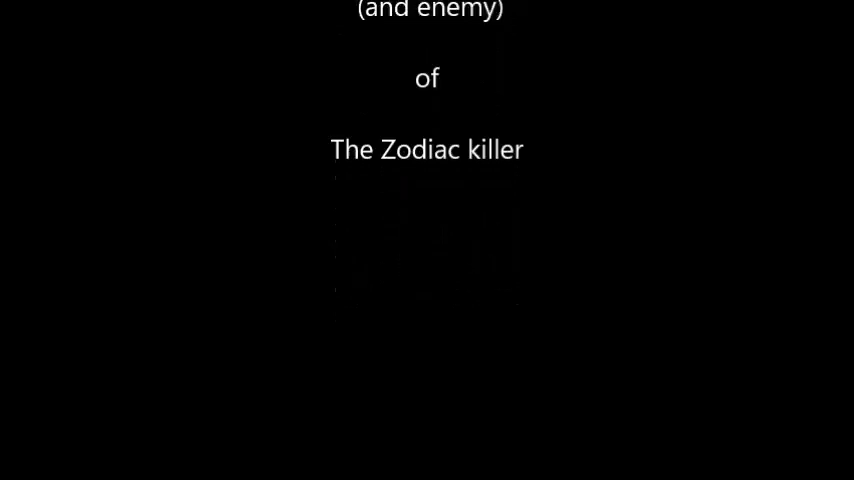 (and enemy)
of
The Zodiac killer